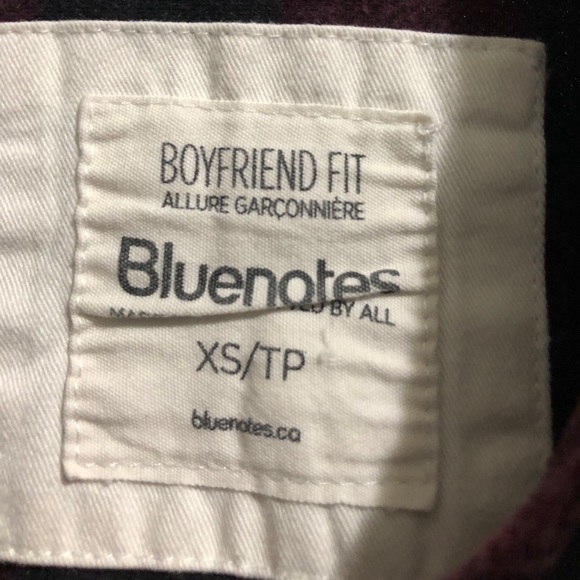 BOYFRIEND FIT
ALLURE GARÇONNIÈRE
Bluenotes
BY ALL
XS/TP
bluenotes.ca